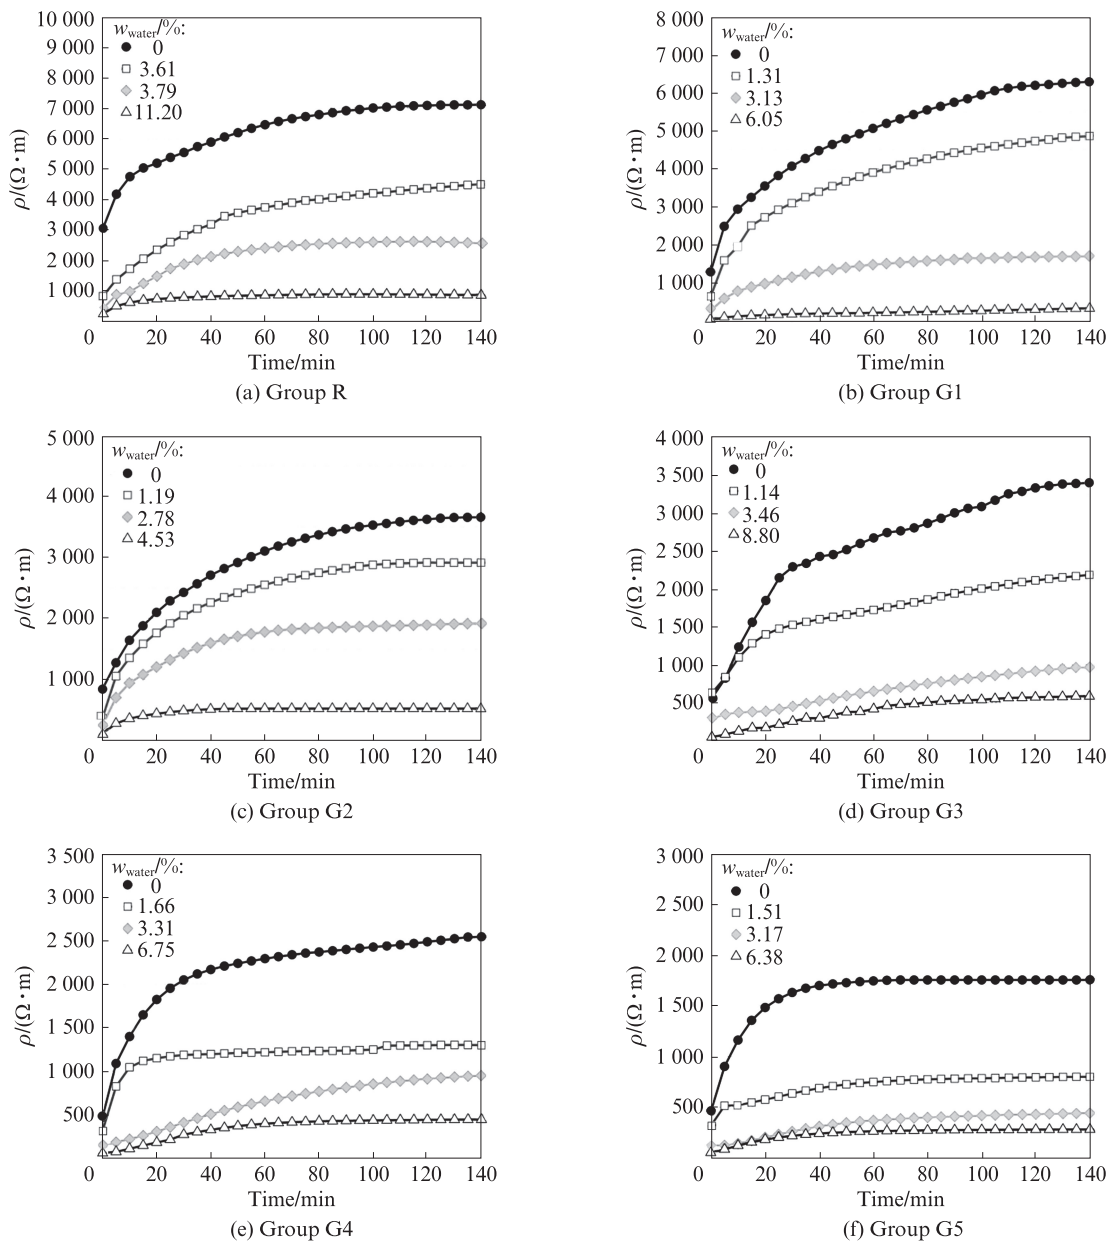 10 000
9 000
8 000
7 000
6 000
5 000
4 000
3 000
2 000
1 000
0
ρ/(Ω•m)
w_water/%:
0
3.61
3.79
11.20
20 40 60 80 100 120 140
Time/min
(a) Group R
8 000
7 000
6 000
5 000
4 000
3 000
2 000
1 000
0
ρ/(Ω•m)
w_water/%:
0
1.31
3.13
6.05
20 40 60 80 100 120 140
Time/min
(b) Group G1
5 000
4 000
3 000
2 000
1 000
0
ρ/(Ω•m)
w_water/%:
0
1.19
2.78
4.53
20 40 60 80 100 120 140
Time/min
(c) Group G2
4 000
3 500
3 000
2 500
2 000
1 500
1 000
500
0
ρ/(Ω•m)
w_water/%:
0
1.14
3.46
8.80
20 40 60 80 100 120 140
Time/min
(d) Group G3
3 500
3 000
2 500
2 000
1 500
1 000
500
0
ρ/(Ω•m)
w_water/%:
0
1.66
3.31
6.75
20 40 60 80 100 120 140
Time/min
(e) Group G4
3 000
2 500
2 000
1 500
1 000
500
0
ρ/(Ω•m)
w_water/%:
0
1.51
3.17
6.38
20 40 60 80 100 120 140
Time/min
(f) Group G5